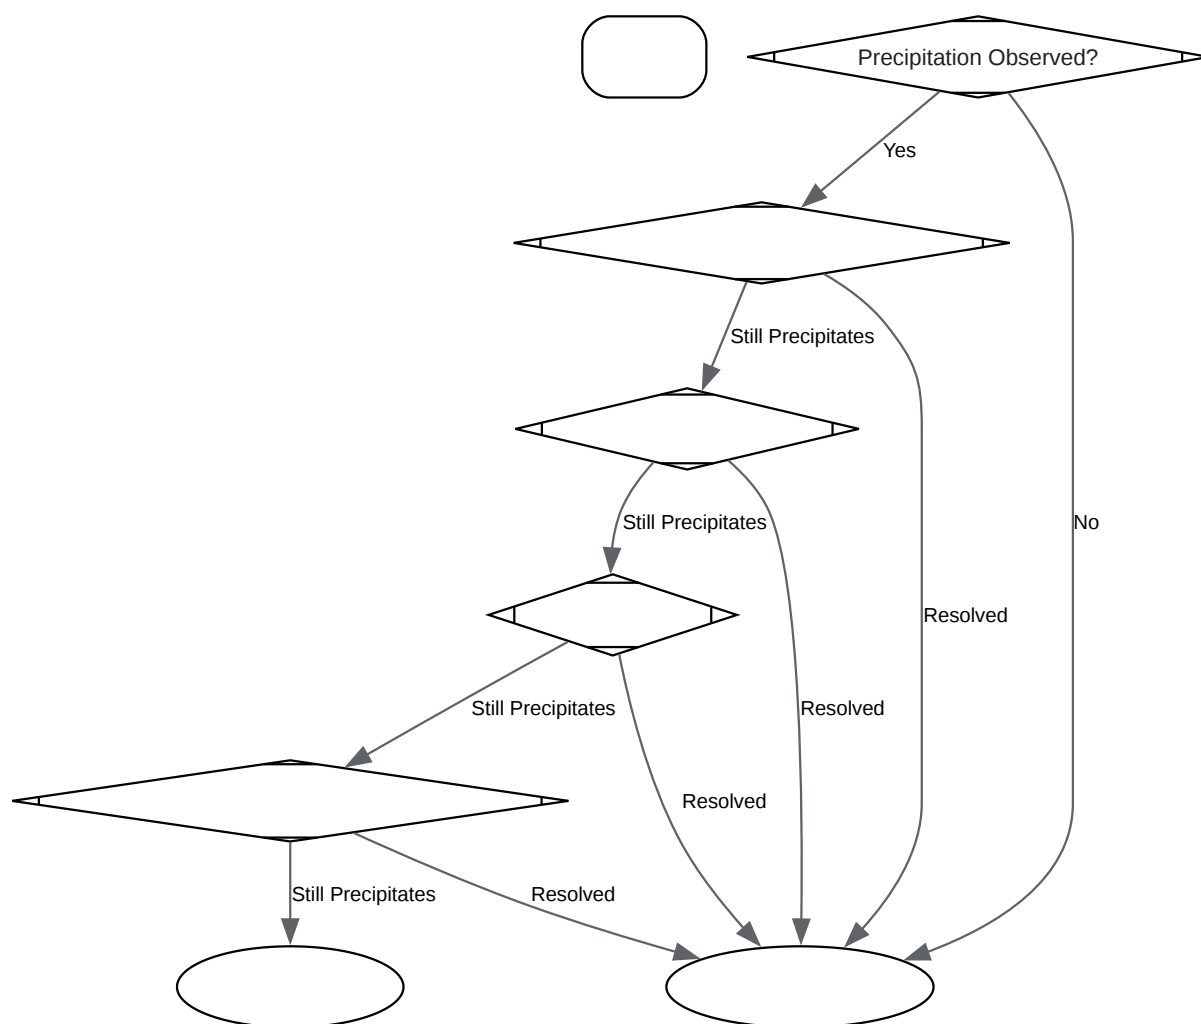 Precipitation Observed?
Yes
Still Precipitates
Still Precipitates
No
Resolved
Still Precipitates
Resolved
Resolved
Still Precipitates
Resolved